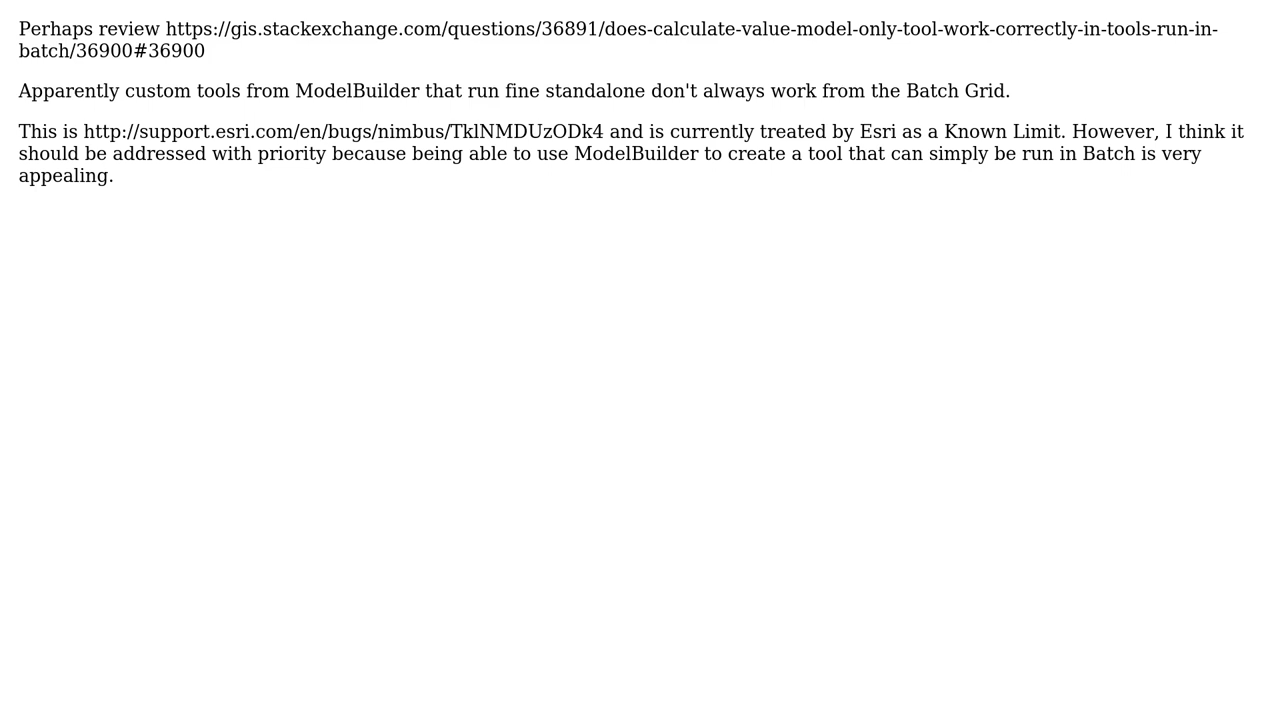 Perhaps review https://gis.stackexchange.com/questions/36891/does-calculate-value-model-only-tool-work-correctly-in-tools-run-in-
batch/36900#36900
Apparently custom tools from ModelBuilder that run fine standalone don't always work from the Batch Grid.
This is http://support.esri.com/en/bugs/nimbus/TklNMDUzODk4 and is currently treated by Esri as a Known Limit. However, I think it
should be addressed with priority because being able to use ModelBuilder to create a tool that can simply be run in Batch is very
appealing.